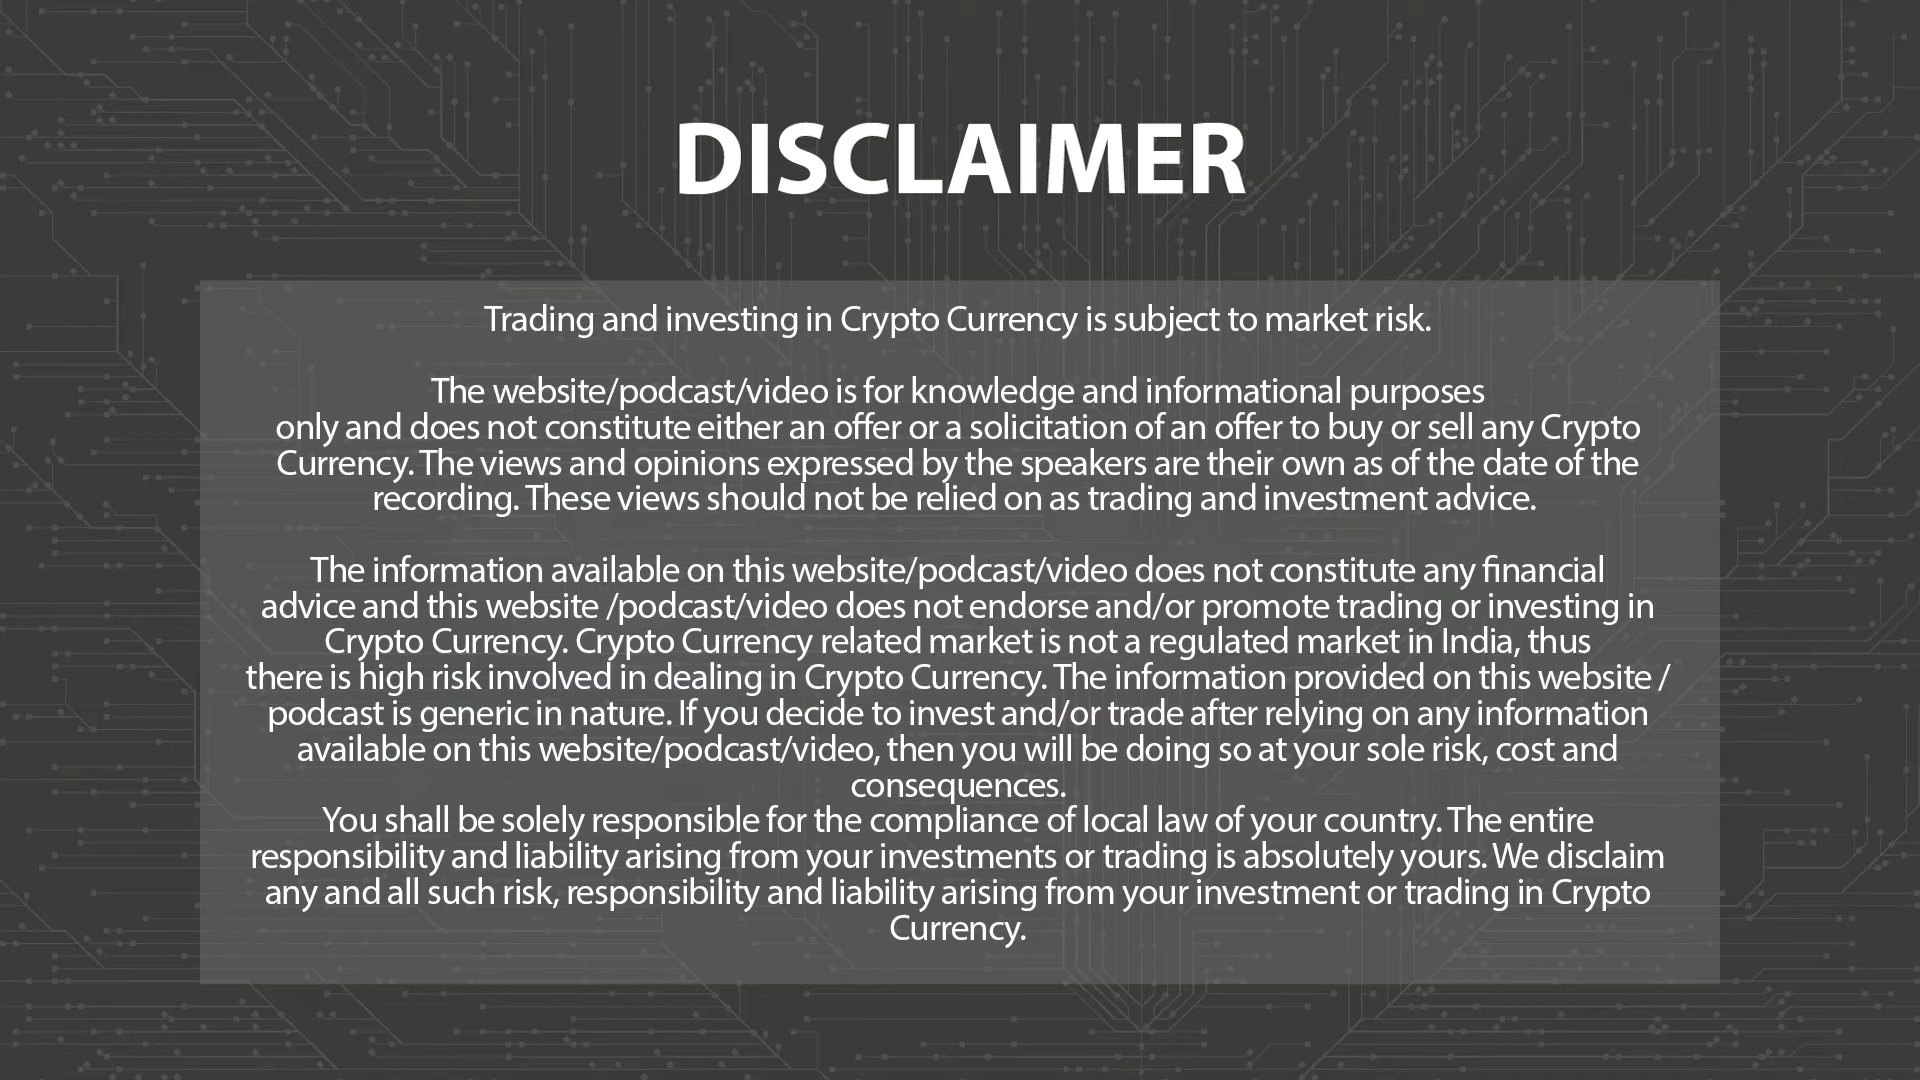 DISCLAIMER
Trading and investing in Crypto Currency is subject to market risk.
The website/podcast/video is for knowledge and informational purposes
only and does not constitute either an offer or a solicitation of an offer to buy or sell any Crypto
Currency. The views and opinions expressed by the speakers are their own as of the date of the
recording. These views should not be relied on as trading and investment advice.
The information available on this website/podcast/video does not constitute any financial
advice and this website /podcast/video does not endorse and/or promote trading or investing in
Crypto Currency. Crypto Currency related market is not a regulated market in India, thus
there is high risk involved in dealing in Crypto Currency. The information provided on this website /
podcast is generic in nature. If you decide to invest and/or trade after relying on any information
available on this website/podcast/video, then you will be doing so at your sole risk, cost and
consequences.
You shall be solely responsible for the compliance of local law of your country. The entire
responsibility and liability arising from your investments or trading is absolutely yours. We disclaim
any and all such risk, responsibility and liability arising from your investment or trading in Crypto
Currency.